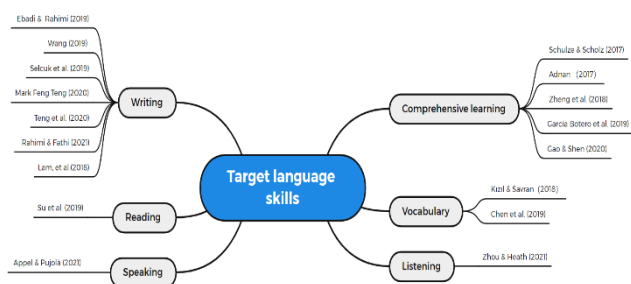 Ebadi & Rahimi (2019)
Wang (2019)
Selcuk et al. (2019)
Mark Feng Teng (2020)
Teng et al. (2020)
Rahimi & Fathi (2021)
Lam, et al (2018)
Writing
Su et al. (2019)
Reading
Appel & Pujolà (2021)
Speaking
Target language
skills
Schulze & Scholz (2017)
Adnan (2017)
Zheng et al. (2018)
García Botero et al. (2019)
Gao & Shen (2020)
Comprehensive learning
Kızıl & Savran (2018)
Chen et al. (2019)
Vocabulary
Zhou & Heath (2021)
Listening